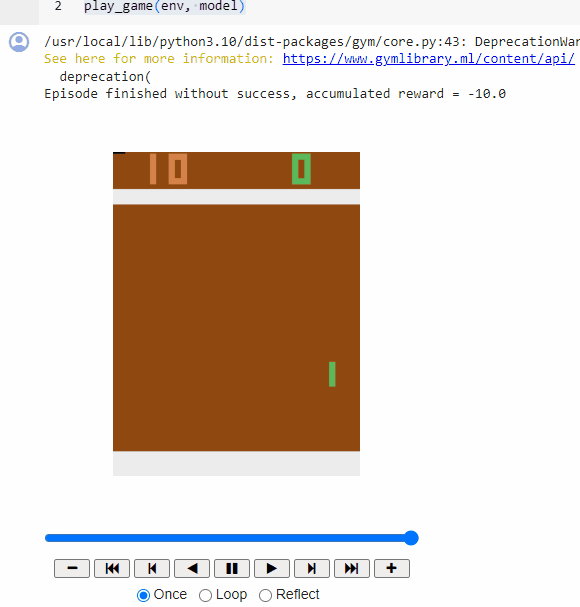 2 play_game(env, model)
/usr/local/lib/python3.10/dist-packages/gym/core.py:43: DeprecationWar
See here for more information: https://www.gymlibrary.ml/content/api/
deprecation(
Episode finished without success, accumulated reward = -10.0
10 0
Once Loop Reflect